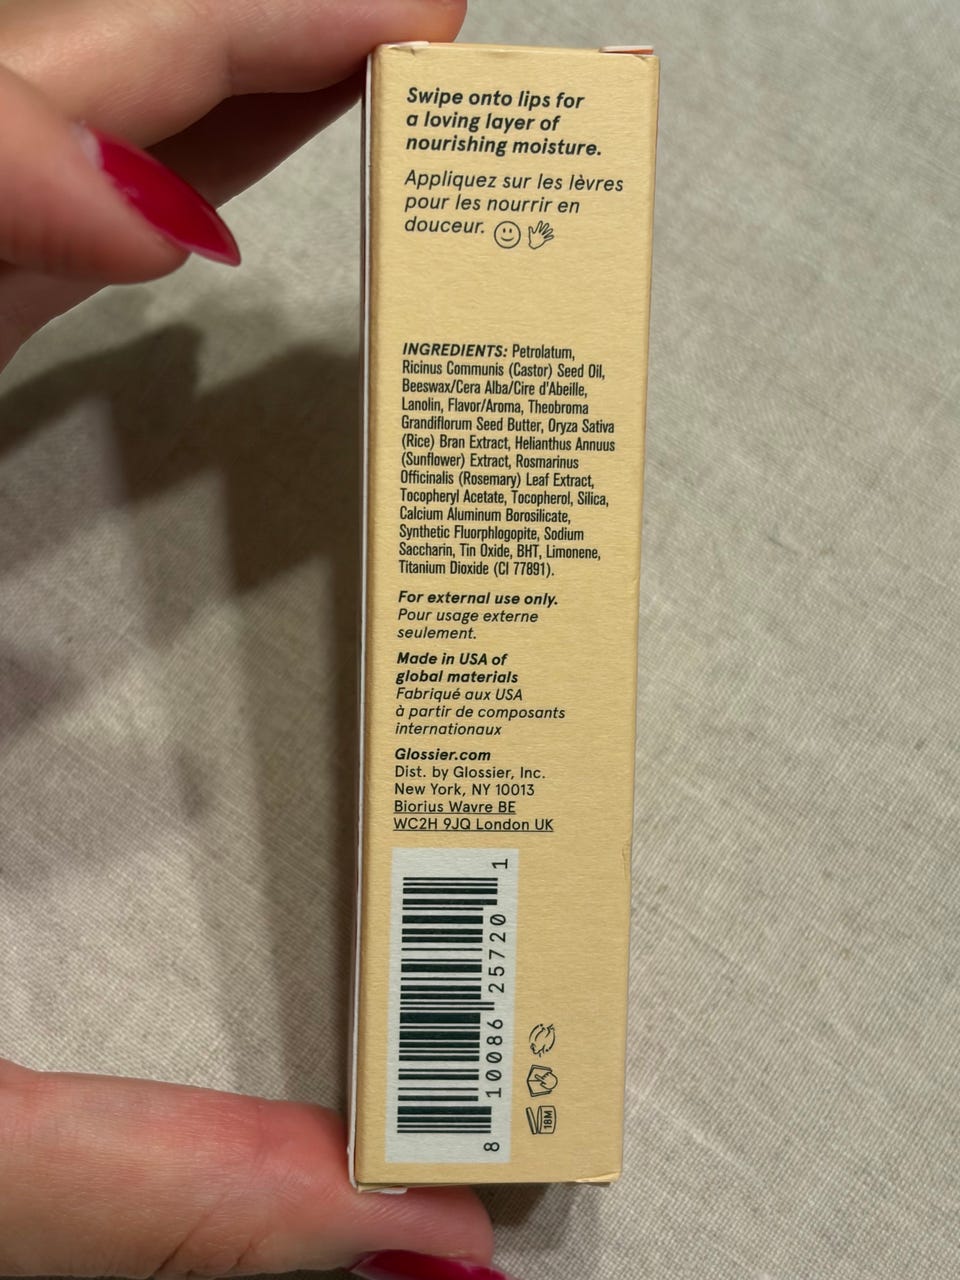 Swipe onto lips for
a loving layer of
nourishing moisture.
Appliquez sur les lèvres
pour les nourrir en
douceur.
INGREDIENTS: Petrolatum,
Ricinus Communis (Castor) Seed Oil,
Beeswax/Cera Alba/Cire d'Abeille,
Lanolin, Flavor/Aroma, Theobroma
Grandiflorum Seed Butter, Oryza Sativa
(Rice) Bran Extract, Helianthus Annuus
(Sunflower) Extract, Rosmarinus
Officinalis (Rosemary) Leaf Extract,
Tocopheryl Acetate, Tocopherol, Silica,
Calcium Aluminum Borosilicate,
Synthetic Fluorphlogopite, Sodium
Saccharin, Tin Oxide, BHT, Limonene,
Titanium Dioxide (CI 77891).
For external use only.
Pour usage externe
seulement.
Made in USA of
global materials
Fabriqué aux USA
à partir de composants
internationaux
Glossier.com
Dist. by Glossier, Inc.
New York, NY 10013
Biorius Wavre BE
WC2H 9JQ London UK
8 10086 25720 1
18M